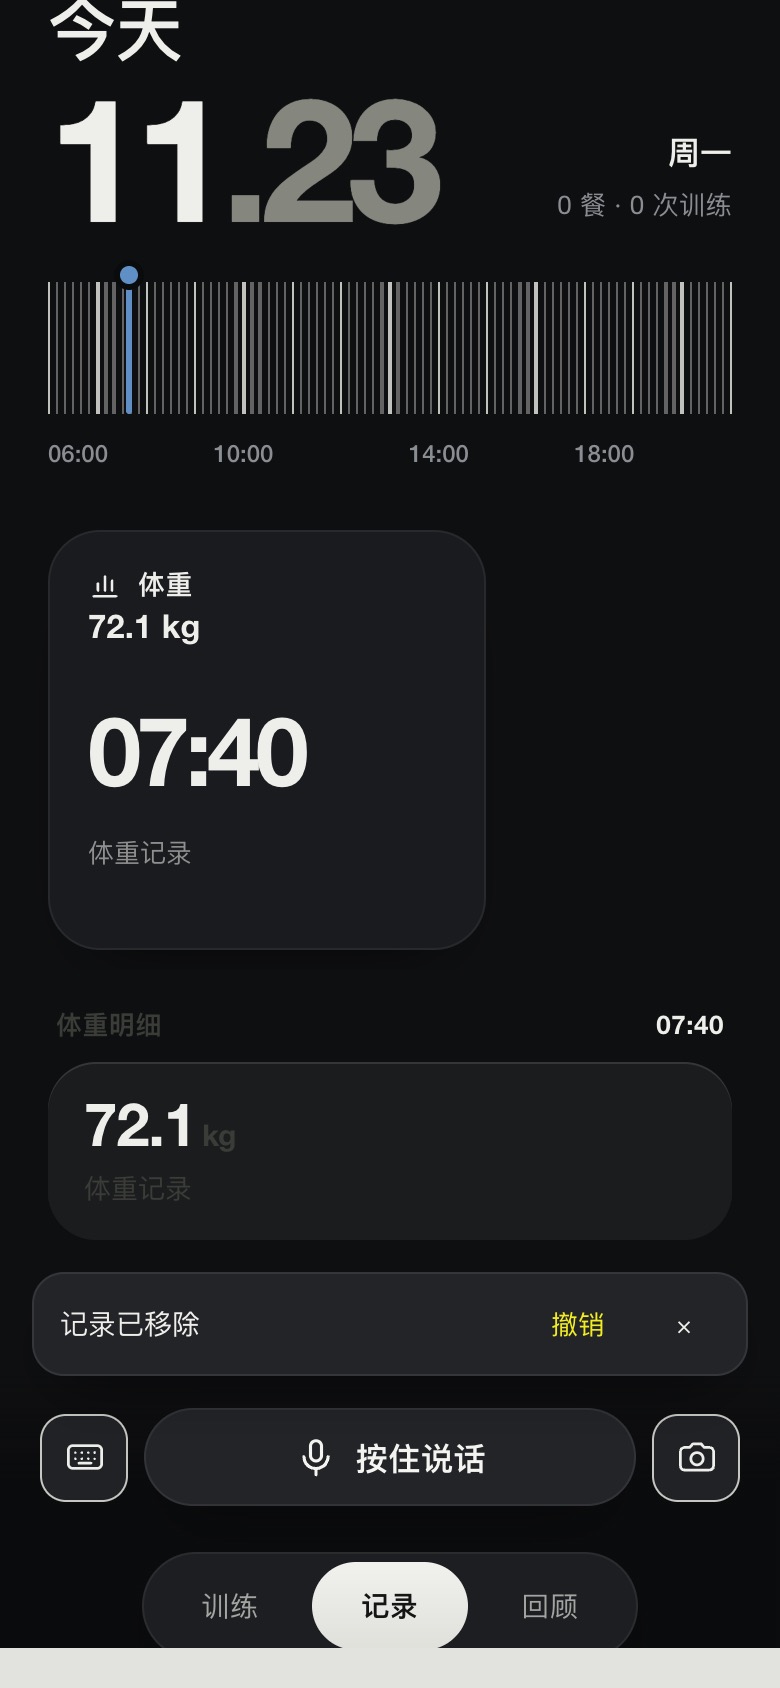 今天
11.23
周一
0 餐 · 0 次训练
06:00 10:00 14:00 18:00
体重
72.1 kg
07:40
体重记录
体重明细 07:40
72.1 kg
体重记录
记录已移除 撤销 ×
按住说话
训练 记录 回顾